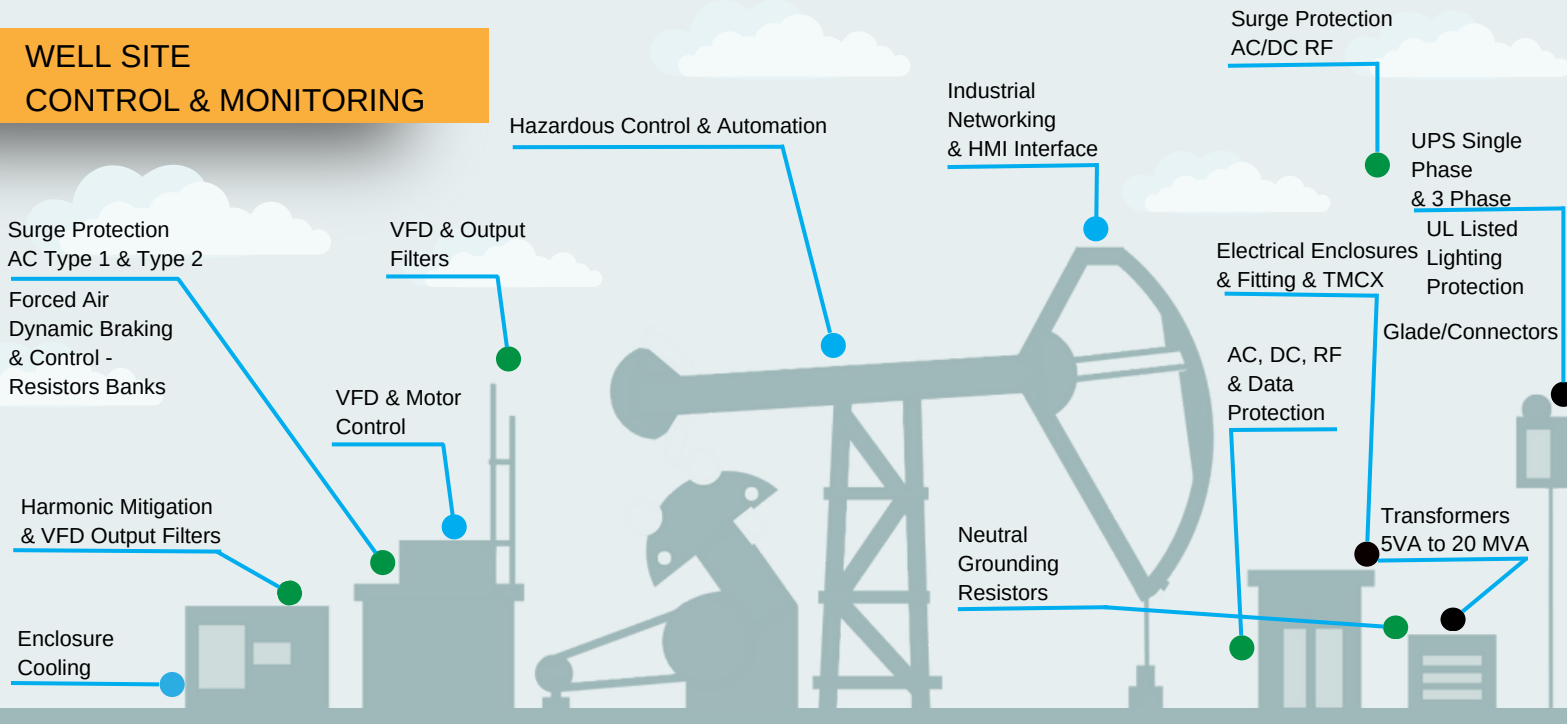 WELL SITE
CONTROL & MONITORING
Surge Protection
AC/DC RF
Industrial
Networking
& HMI Interface
Hazardous Control & Automation
UPS Single
Phase
& 3 Phase
UL Listed
Lighting
Protection
Surge Protection
AC Type 1 & Type 2
Forced Air
Dynamic Braking
& Control -
Resistors Banks
VFD & Output
Filters
Electrical Enclosures
& Fitting & TMCX
Glade/Connectors
AC, DC, RF
& Data
Protection
VFD & Motor
Control
Harmonic Mitigation
& VFD Output Filters
Neutral
Grounding
Resistors
Transformers
5VA to 20 MVA
Enclosure
Cooling